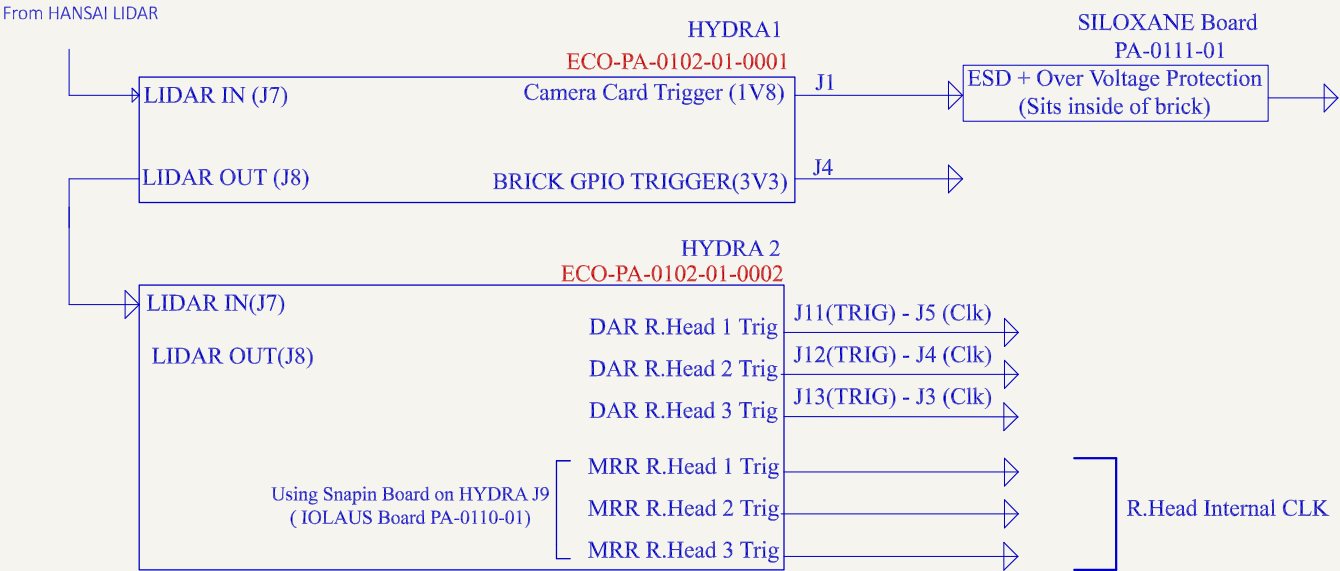 From HANSAI LIDAR
HYDRA1
ECO-PA-0102-01-0001
SILOXANE Board
PA-0111-01
LIDAR IN (J7)
Camera Card Trigger (1V8)
J1
ESD + Over Voltage Protection
(Sits inside of brick)
LIDAR OUT (J8)
BRICK GPIO TRIGGER(3V3)
J4
HYDRA 2
ECO-PA-0102-01-0002
LIDAR IN(J7)
LIDAR OUT(J8)
DAR R.Head 1 Trig
J11(TRIG) - J5 (Clk)
DAR R.Head 2 Trig
J12(TRIG) - J4 (Clk)
DAR R.Head 3 Trig
J13(TRIG) - J3 (Clk)
Using Snapin Board on HYDRA J9
( IOLAUS Board PA-0110-01)
MRR R.Head 1 Trig
MRR R.Head 2 Trig
MRR R.Head 3 Trig
R.Head Internal CLK